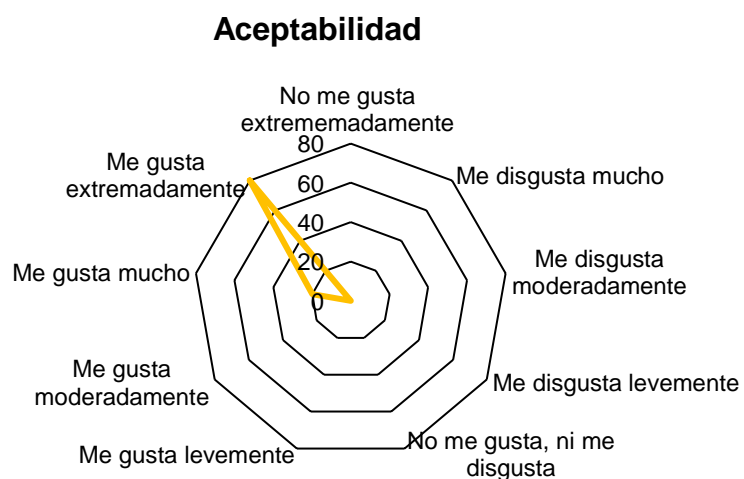 Aceptabilidad
No me gusta
extrememadamente
80
60
40
20
0
Me disgusta mucho
Me disgusta
moderadamente
Me disgusta levemente
No me gusta, ni me
disgusta
Me gusta levemente
Me gusta
moderadamente
Me gusta mucho
Me gusta
extremadamente